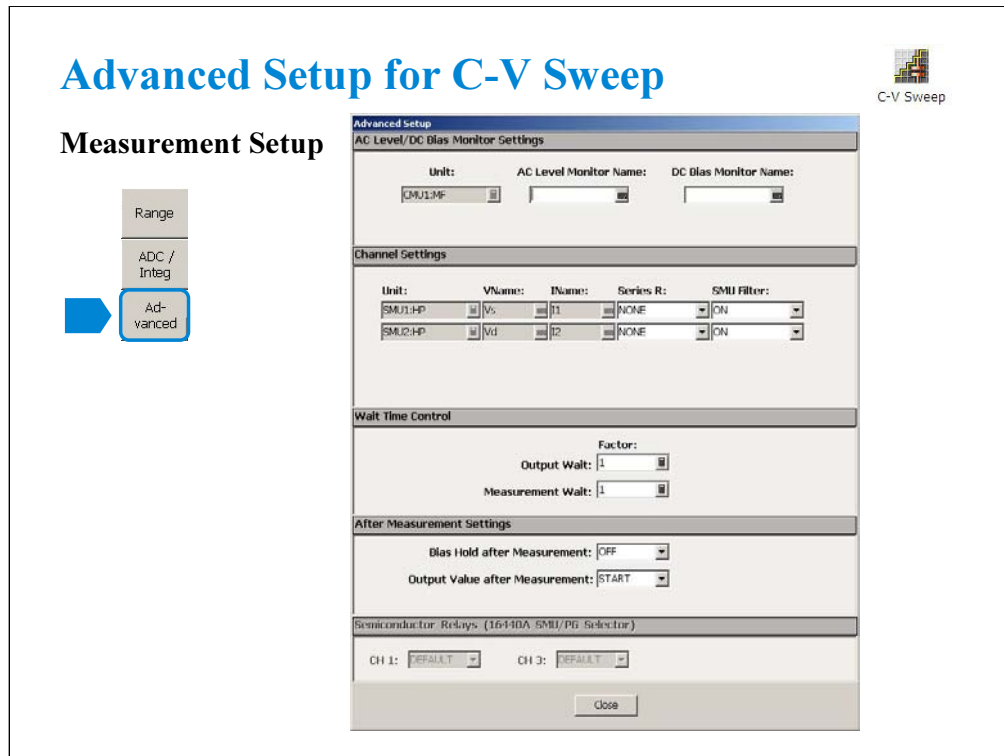 Advanced Setup for C-V Sweep
C-V Sweep
Measurement Setup
Range
ADC /
Integ
Ad-
vanced
Advanced Setup
AC Level/DC Bias Monitor Settings
Unit: AC Level Monitor Name: DC Bias Monitor Name:
CMU1:MF
Channel Settings
Unit: VName: IName: Series R: SMU Filter:
SMU1:HP Vs I1 NONE ON
SMU2:HP Vd I2 NONE ON
Wait Time Control
Factor:
Output Wait: 1
Measurement Wait: 1
After Measurement Settings
Bias Hold after Measurement: OFF
Output Value after Measurement: START
Semiconductor Relays (16440A SMU/PG Selector)
CH 1: DEFAULT CH 3: DEFAULT
Close